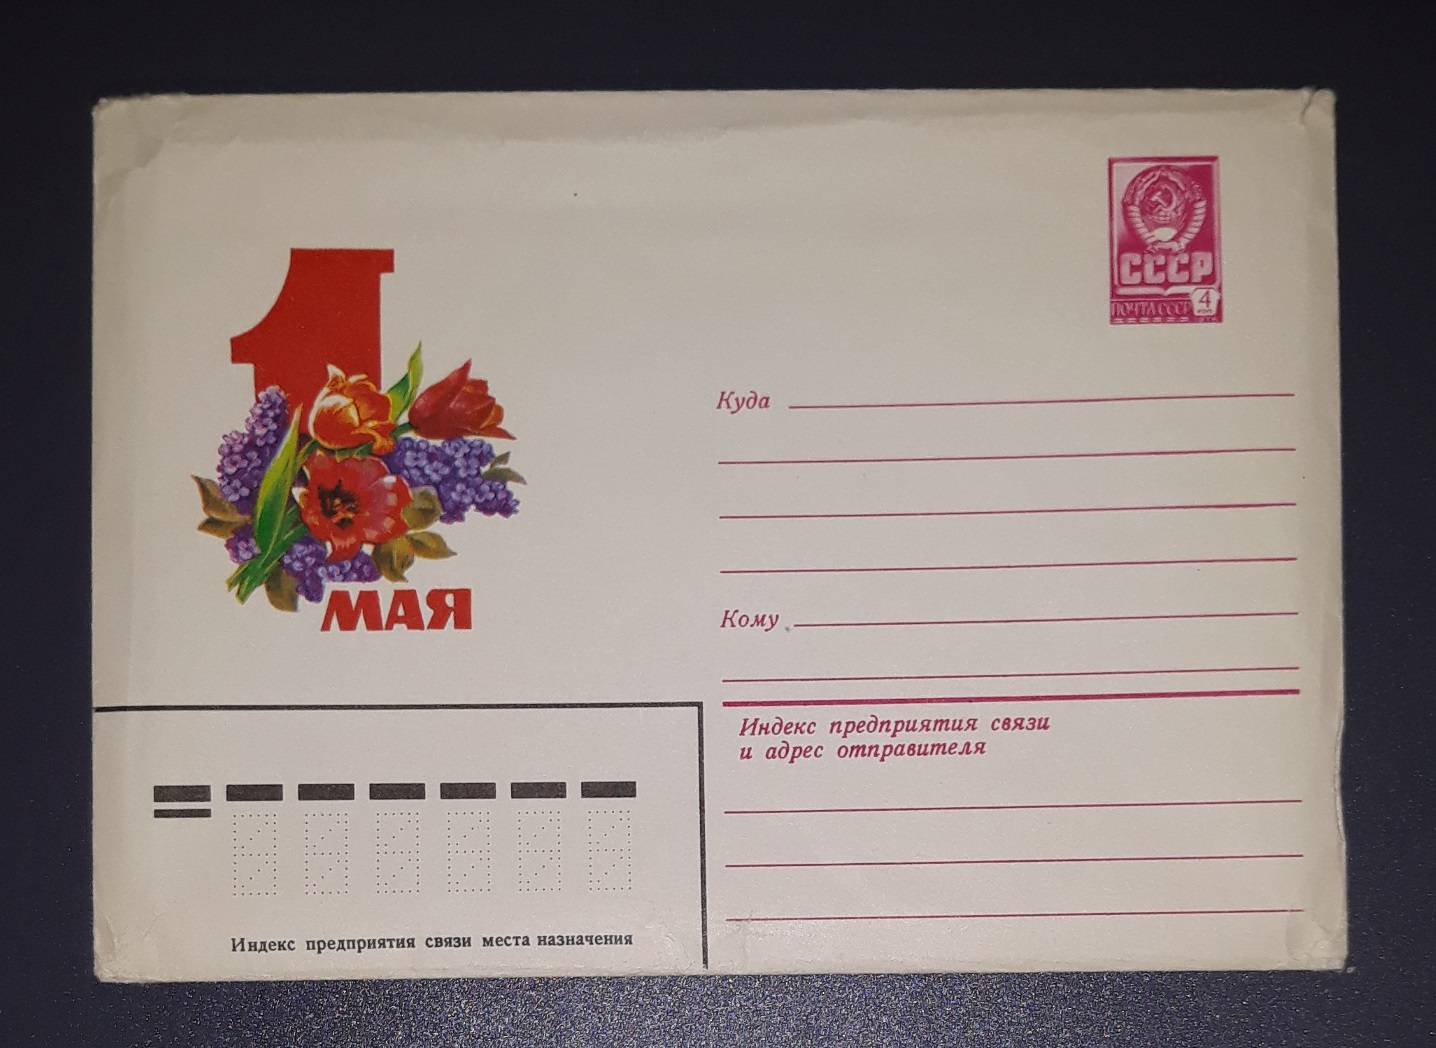 1
МАЯ
СССР
ПОЧТА СССР 4
коп
Куда
Кому
Индекс предприятия связи
и адрес отправителя
Индекс предприятия связи места назначения